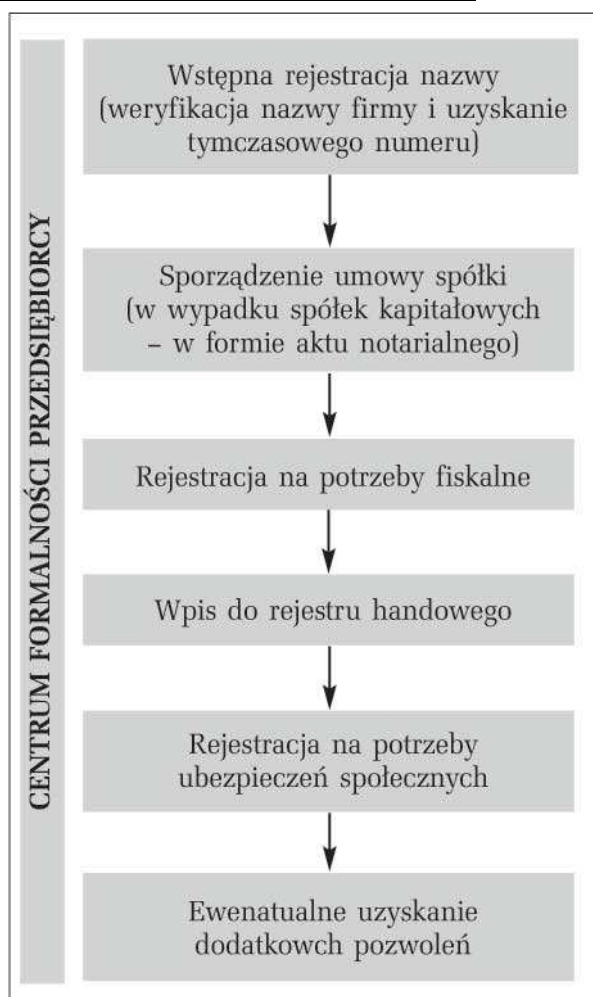 CENTRUM FORMALNOŚCI PRZEDSIĘBIORCY
Wstępna rejestracja nazwy
(weryfikacja nazwy firmy i uzyskanie
tymczasowego numeru)
Sporządzenie umowy spółki
(w wypadku spółek kapitałowych
– w formie aktu notarialnego)
Rejestracja na potrzeby fiskalne
Wpis do rejestru handowego
Rejestracja na potrzeby
ubezpieczeń społecznych
Ewenatualne uzyskanie
dodatkowch pozwoleń